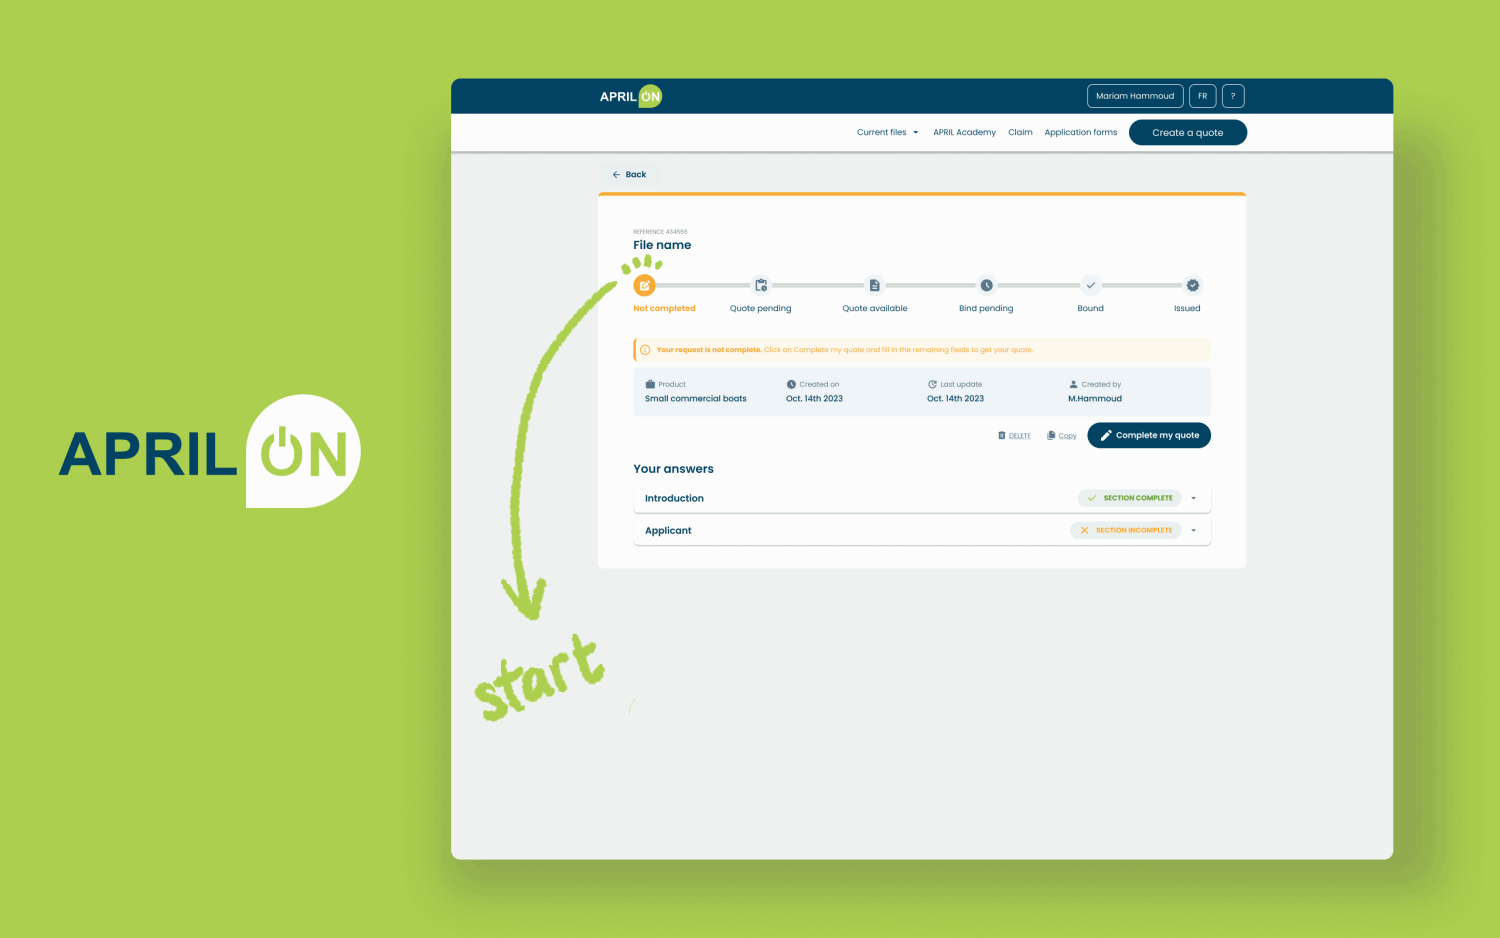 APRIL ON
APRIL ON
Mariam Hammoud
FR
?
Current files
APRIL Academy
Claim
Application forms
Create a quote
Back
REFERENCE 434556
File name
Not completed
Quote pending
Quote available
Bind pending
Bound
Issued
Your request is not complete. Click on Complete my quote and fill in the remaining fields to get your quote.
Product
Created on
Last update
Created by
Small commercial boats
Oct. 14th 2023
Oct. 14th 2023
M.Hammoud
DELETE
Copy
Complete my quote
Your answers
Introduction
SECTION COMPLETE
Applicant
SECTION INCOMPLETE
start